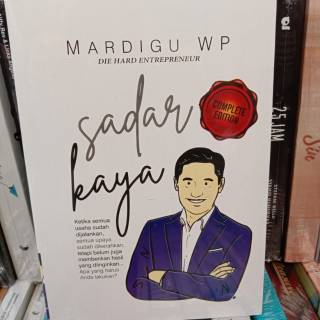 MARDIGU WP
DIE HARD ENTREPRENEUR
sadar
kaya
COMPLETE
EDITION
Ketika semua
usaha sudah
dijalankan,
semua upaya
sudah dikerahkan,
tetapi belum juga
memberikan hasil
yang diinginkan...
Apa yang harus
Anda lakukan?
25 JAM